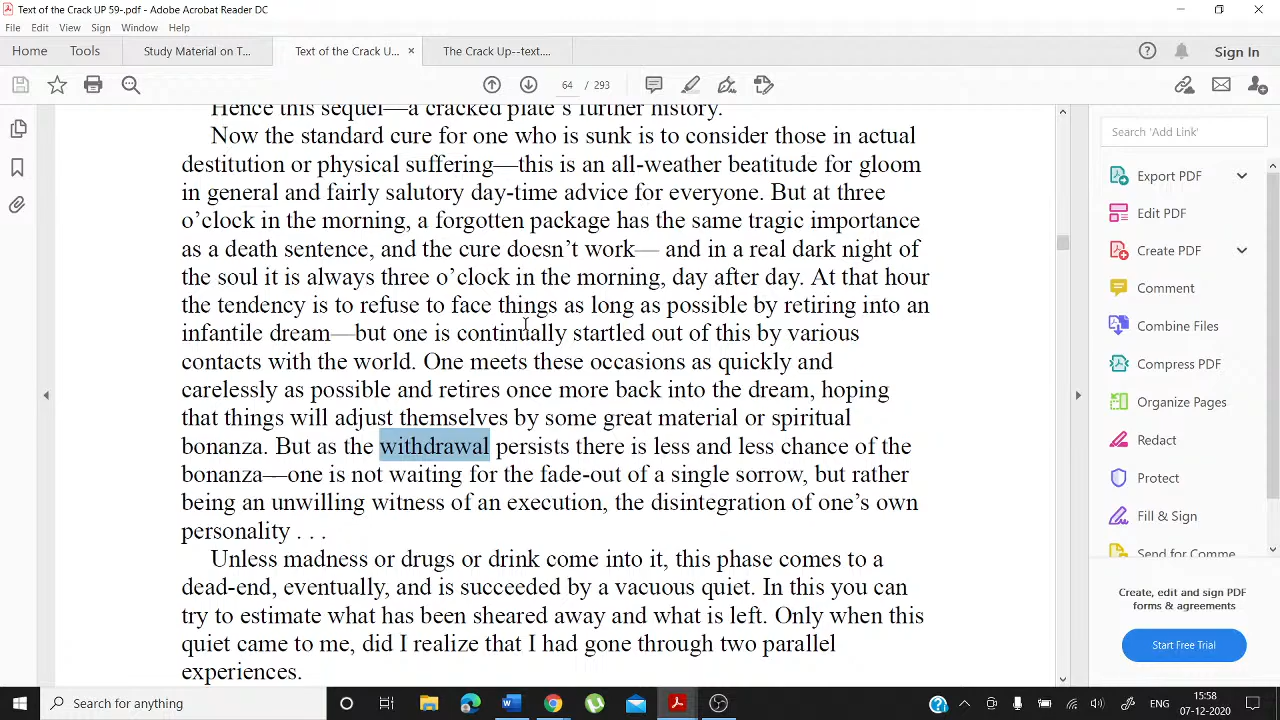 Text of the Crack UP 59-.pdf - Adobe Acrobat Reader DC
File Edit View Sign Window Help
Home Tools Study Material on T... Text of the Crack U... × The Crack Up--text.... Sign In
64 / 293
Hence this sequel—a cracked plate's further history.
Now the standard cure for one who is sunk is to consider those in actual
destitution or physical suffering—this is an all-weather beatitude for gloom
in general and fairly salutory day-time advice for everyone. But at three
o’clock in the morning, a forgotten package has the same tragic importance
as a death sentence, and the cure doesn’t work— and in a real dark night of
the soul it is always three o’clock in the morning, day after day. At that hour
the tendency is to refuse to face things as long as possible by retiring into an
infantile dream—but one is continually startled out of this by various
contacts with the world. One meets these occasions as quickly and
carelessly as possible and retires once more back into the dream, hoping
that things will adjust themselves by some great material or spiritual
bonanza. But as the withdrawal persists there is less and less chance of the
bonanza—one is not waiting for the fade-out of a single sorrow, but rather
being an unwilling witness of an execution, the disintegration of one’s own
personality . . .
Unless madness or drugs or drink come into it, this phase comes to a
dead-end, eventually, and is succeeded by a vacuous quiet. In this you can
try to estimate what has been sheared away and what is left. Only when this
quiet came to me, did I realize that I had gone through two parallel
experiences.
Search 'Add Link'
Export PDF
Edit PDF
Create PDF
Comment
Combine Files
Compress PDF
Organize Pages
Redact
Protect
Fill & Sign
Send for Comme
Create, edit and sign PDF
forms & agreements
Start Free Trial
Search for anything
ENG
15:58
07-12-2020